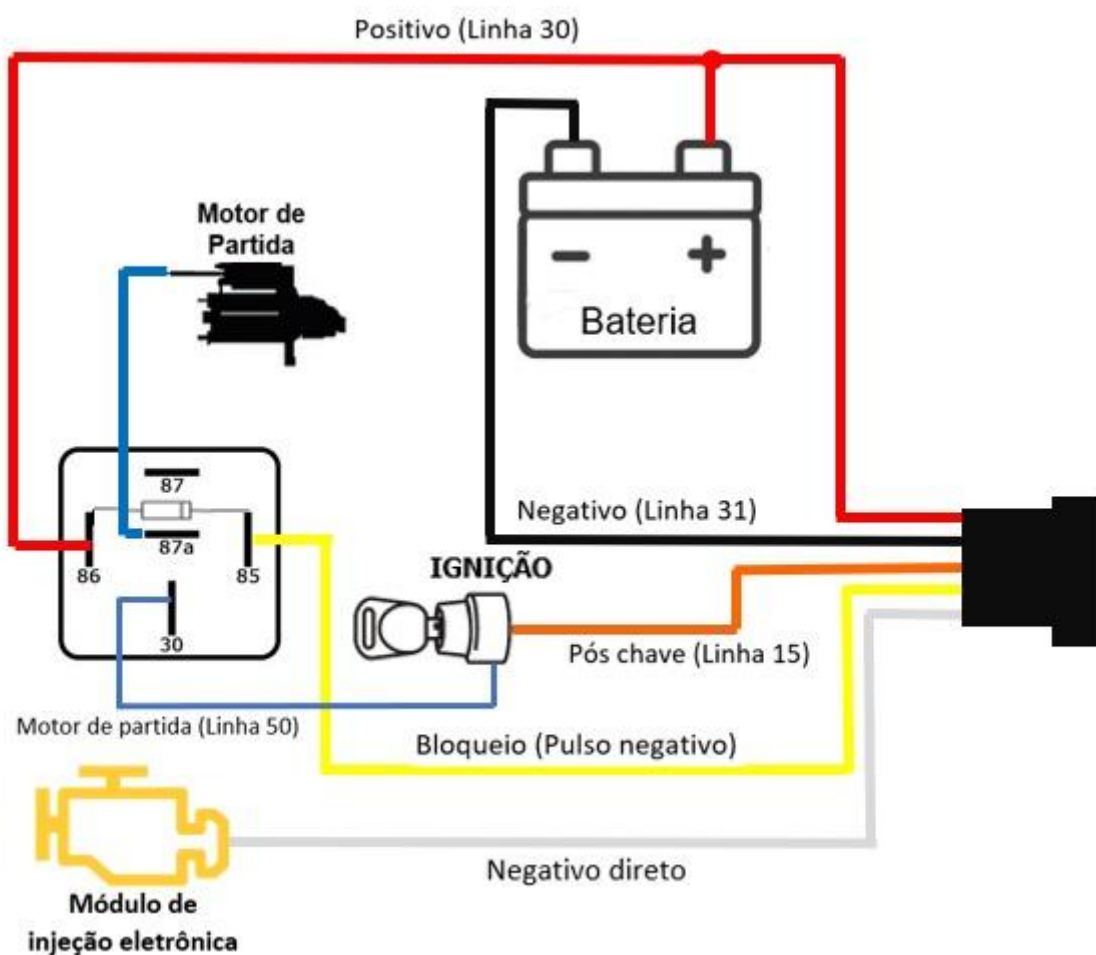 Positivo (Linha 30)
Motor de
Partida
Bateria
87
87a
86
85
30
Negativo (Linha 31)
IGNIÇÃO
Pós chave (Linha 15)
Motor de partida (Linha 50)
Bloqueio (Pulso negativo)
Negativo direto
Módulo de
injeção eletrônica